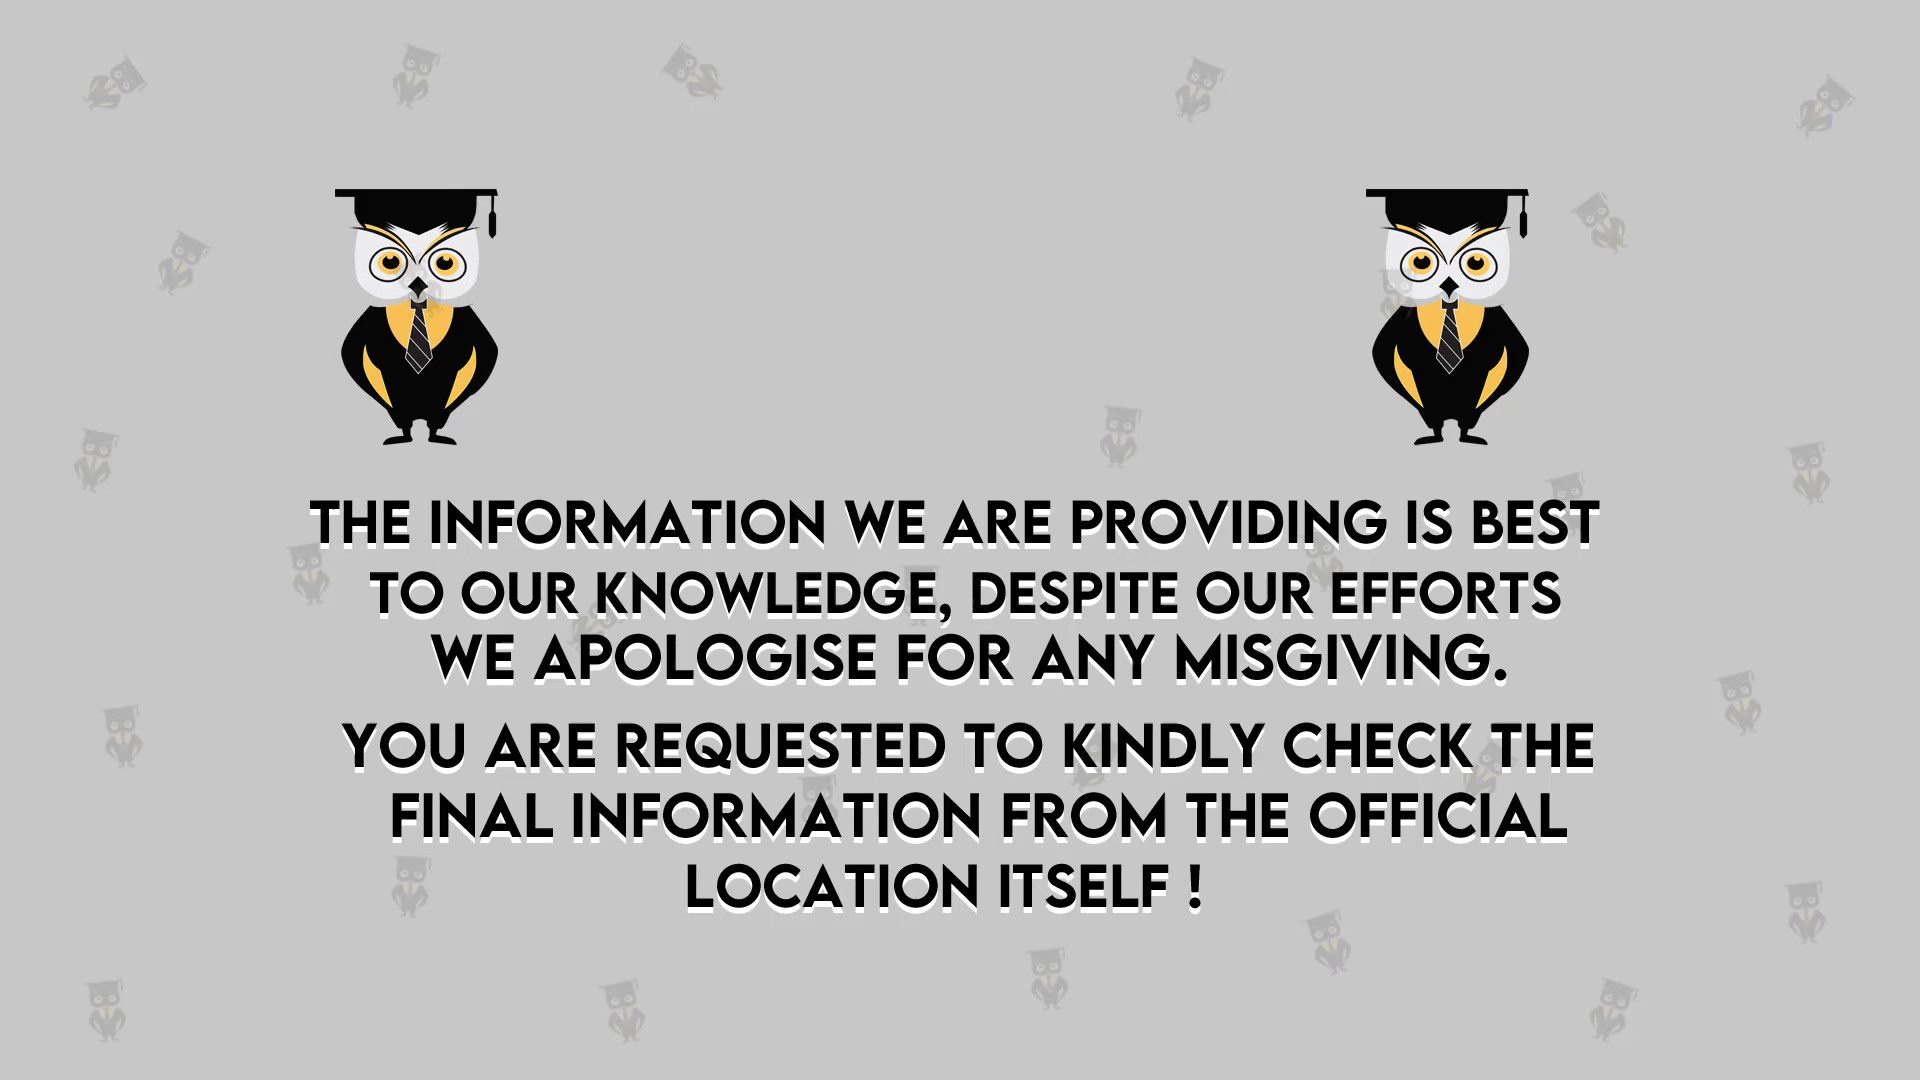 THE INFORMATION WE ARE PROVIDING IS BEST
TO OUR KNOWLEDGE, DESPITE OUR EFFORTS
WE APOLOGISE FOR ANY MISGIVING.
YOU ARE REQUESTED TO KINDLY CHECK THE
FINAL INFORMATION FROM THE OFFICIAL
LOCATION ITSELF !